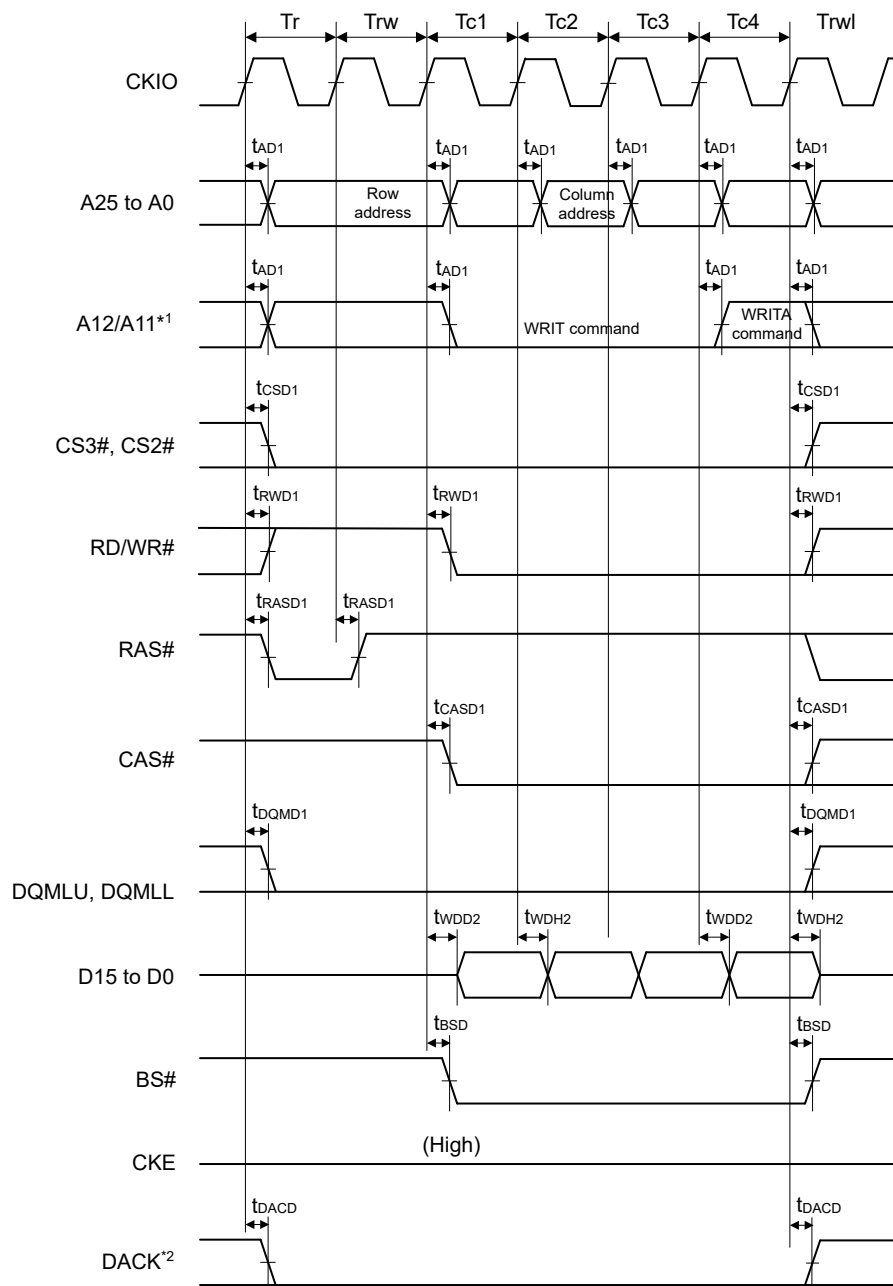 Tr Trw Tc1 Tc2 Tc3 Tc4 Trwl
CKIO
tAD1 tAD1 tAD1 tAD1 tAD1 tAD1
A25 to A0
Row
address
Column
address
tAD1 tAD1 tAD1 tAD1
A12/A11*1
WRIT command
WRITA
command
tCSD1 tCSD1
CS3#, CS2#
tRWD1 tRWD1 tRWD1
RD/WR#
tRASD1 tRASD1
RAS#
tCASD1 tCASD1
CAS#
tDQMD1 tDQMD1
DQMLU, DQMLL
tWDD2 tWDH2 tWDD2 tWDH2
D15 to D0
tBSD tBSD
BS#
(High)
CKE
tDACD tDACD
DACK*2